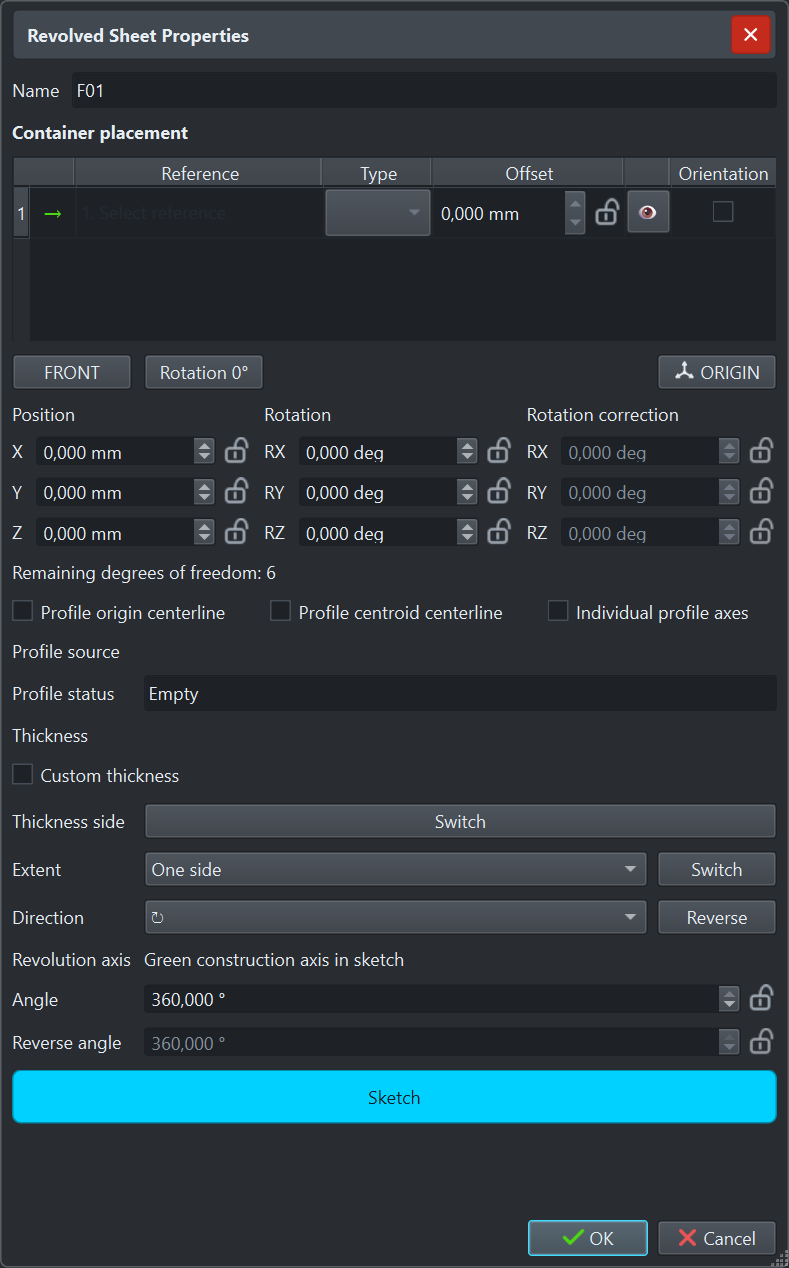 Revolved Sheet Properties
Name F01
Container placement
Reference Type Offset Orientation
1 → 1. Select reference 0,000 mm
FRONT Rotation 0° ORIGIN
Position Rotation Rotation correction
X 0,000 mm RX 0,000 deg RX 0,000 deg
Y 0,000 mm RY 0,000 deg RY 0,000 deg
Z 0,000 mm RZ 0,000 deg RZ 0,000 deg
Remaining degrees of freedom: 6
Profile origin centerline Profile centroid centerline Individual profile axes
Profile source
Profile status Empty
Thickness
Custom thickness
Thickness side Switch
Extent One side Switch
Direction ↻ Reverse
Revolution axis Green construction axis in sketch
Angle 360,000 °
Reverse angle 360,000 °
Sketch
OK Cancel